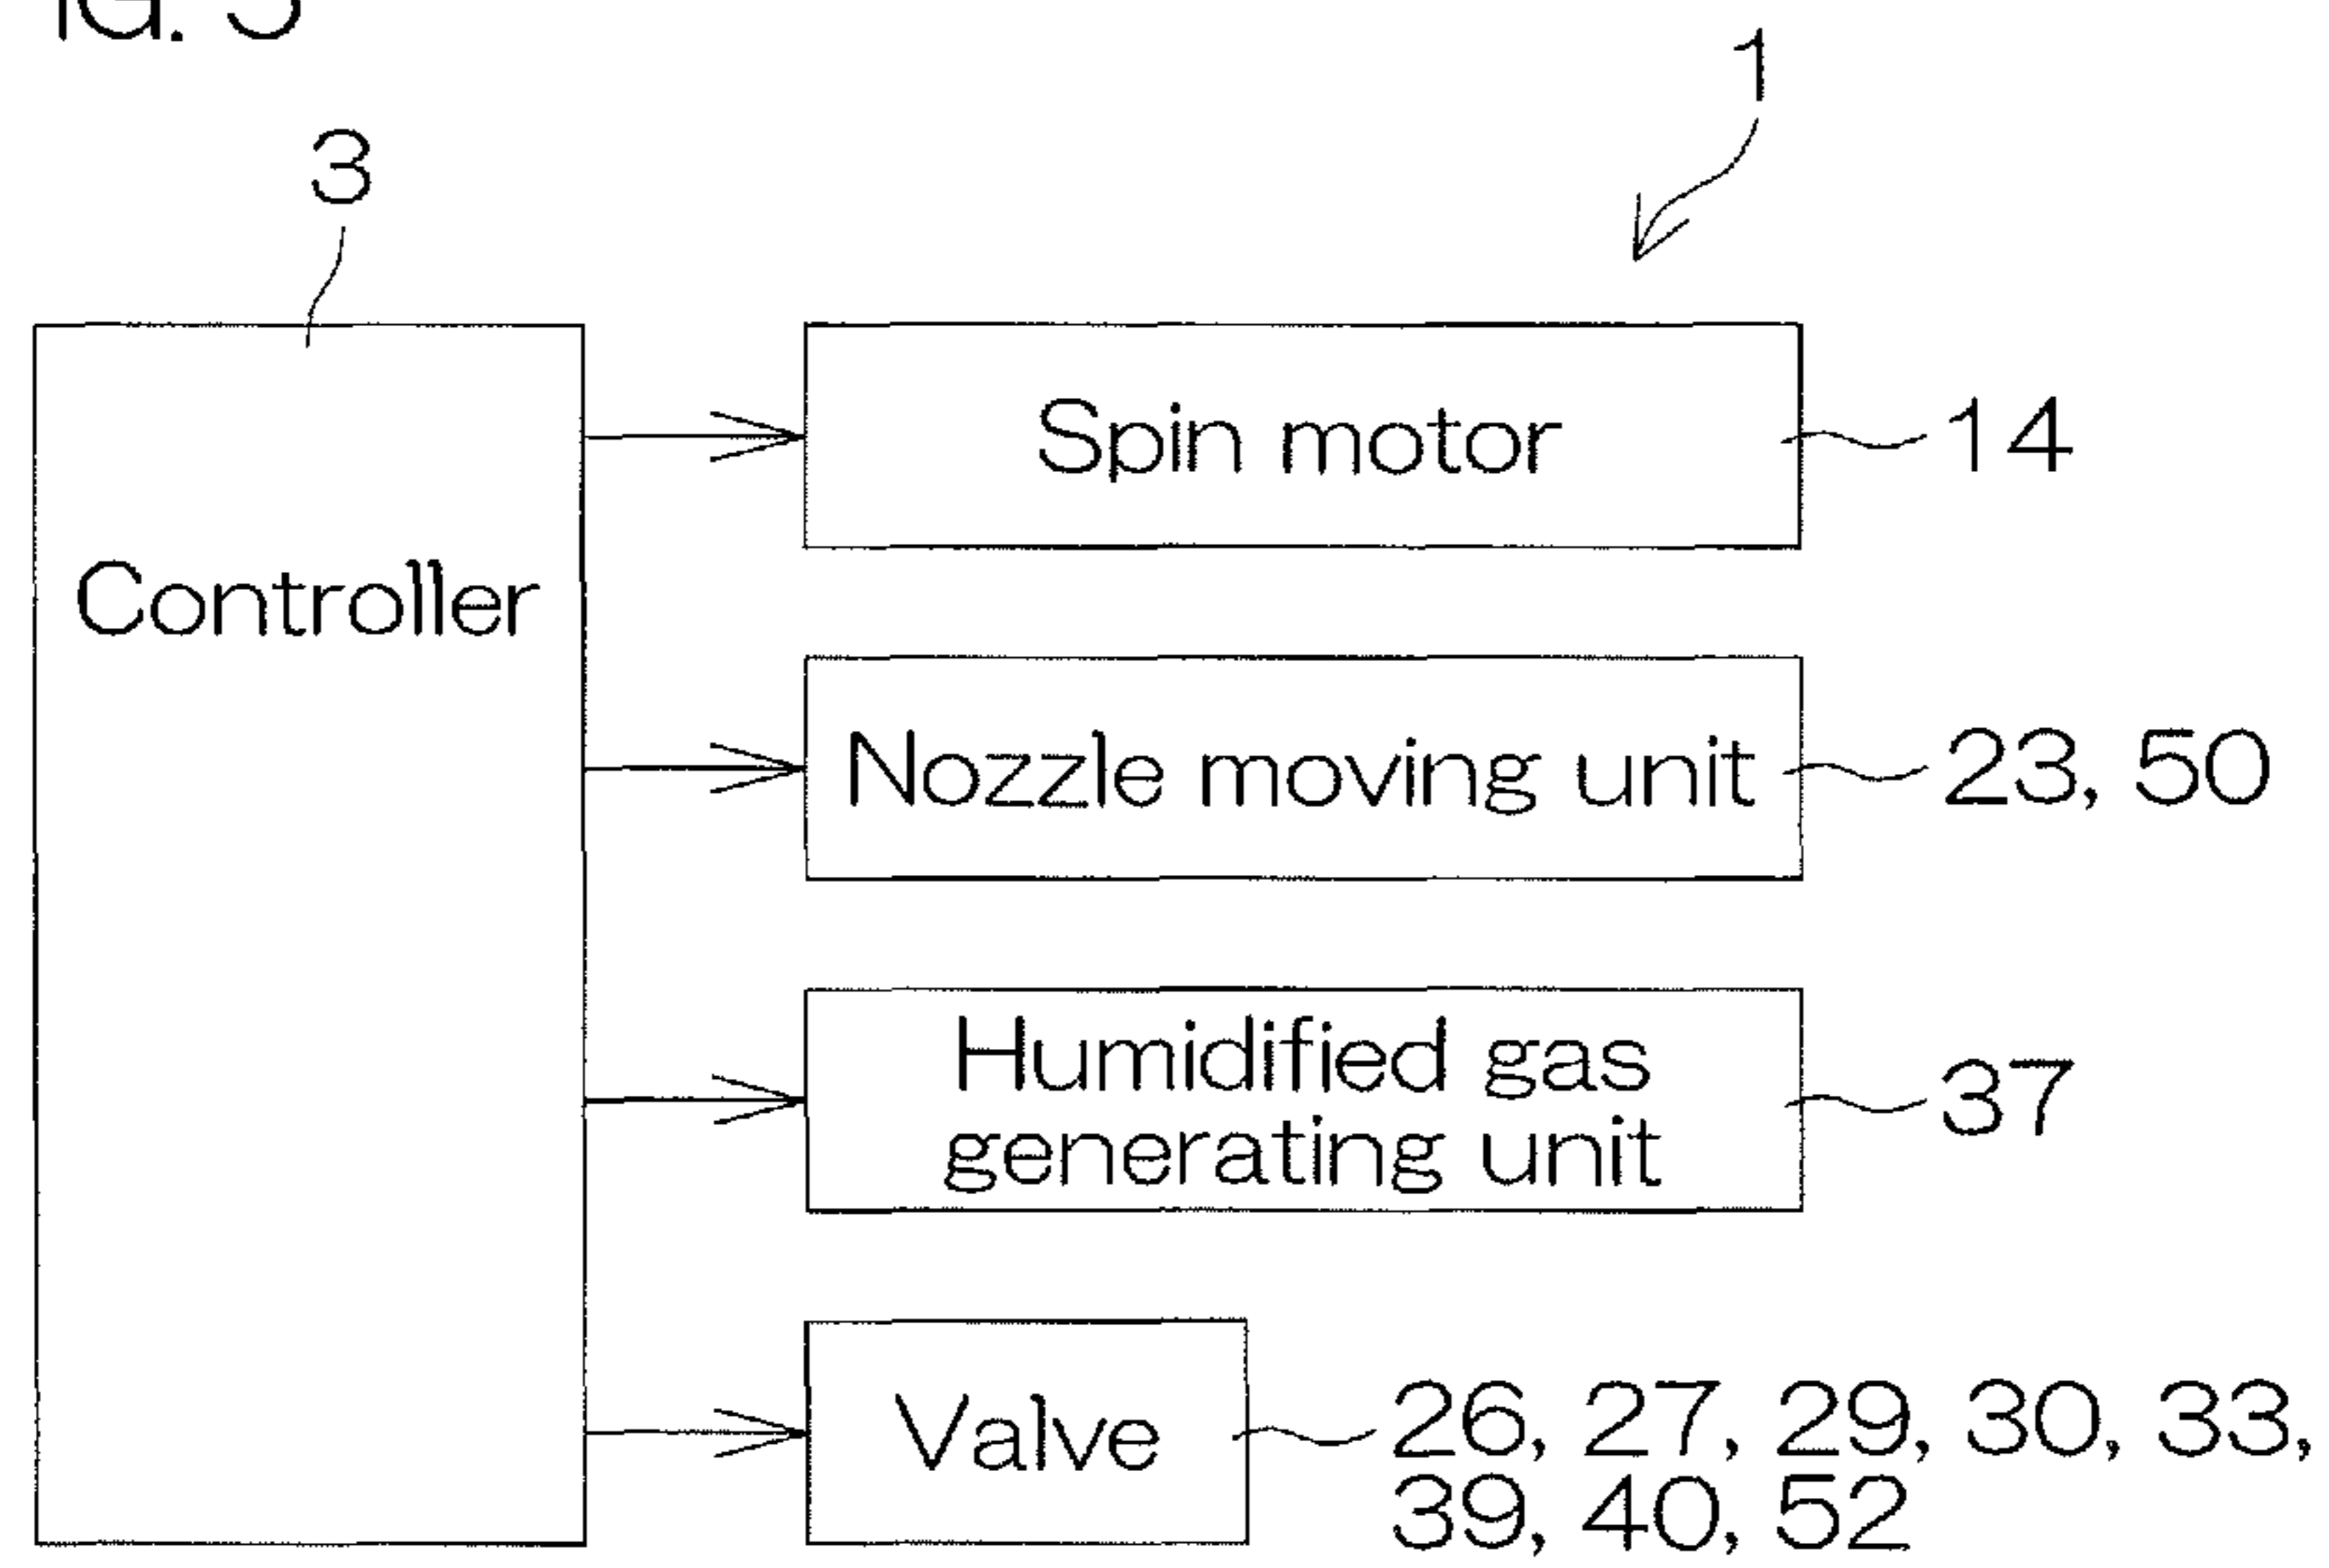 1
3
Controller
Spin motor
14
Nozzle moving unit
23, 50
Humidified gas
generating unit
37
Valve
26, 27, 29, 30, 33,
39, 40, 52